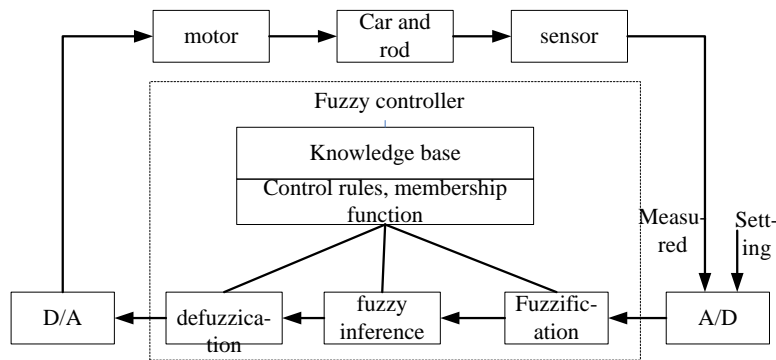 motor
Car and rod
sensor
Fuzzy controller
Knowledge base
Control rules, membership
function
Measu-
red
Sett-
ing
D/A
defuzzica-
tion
fuzzy
inference
Fuzzific-
ation
A/D